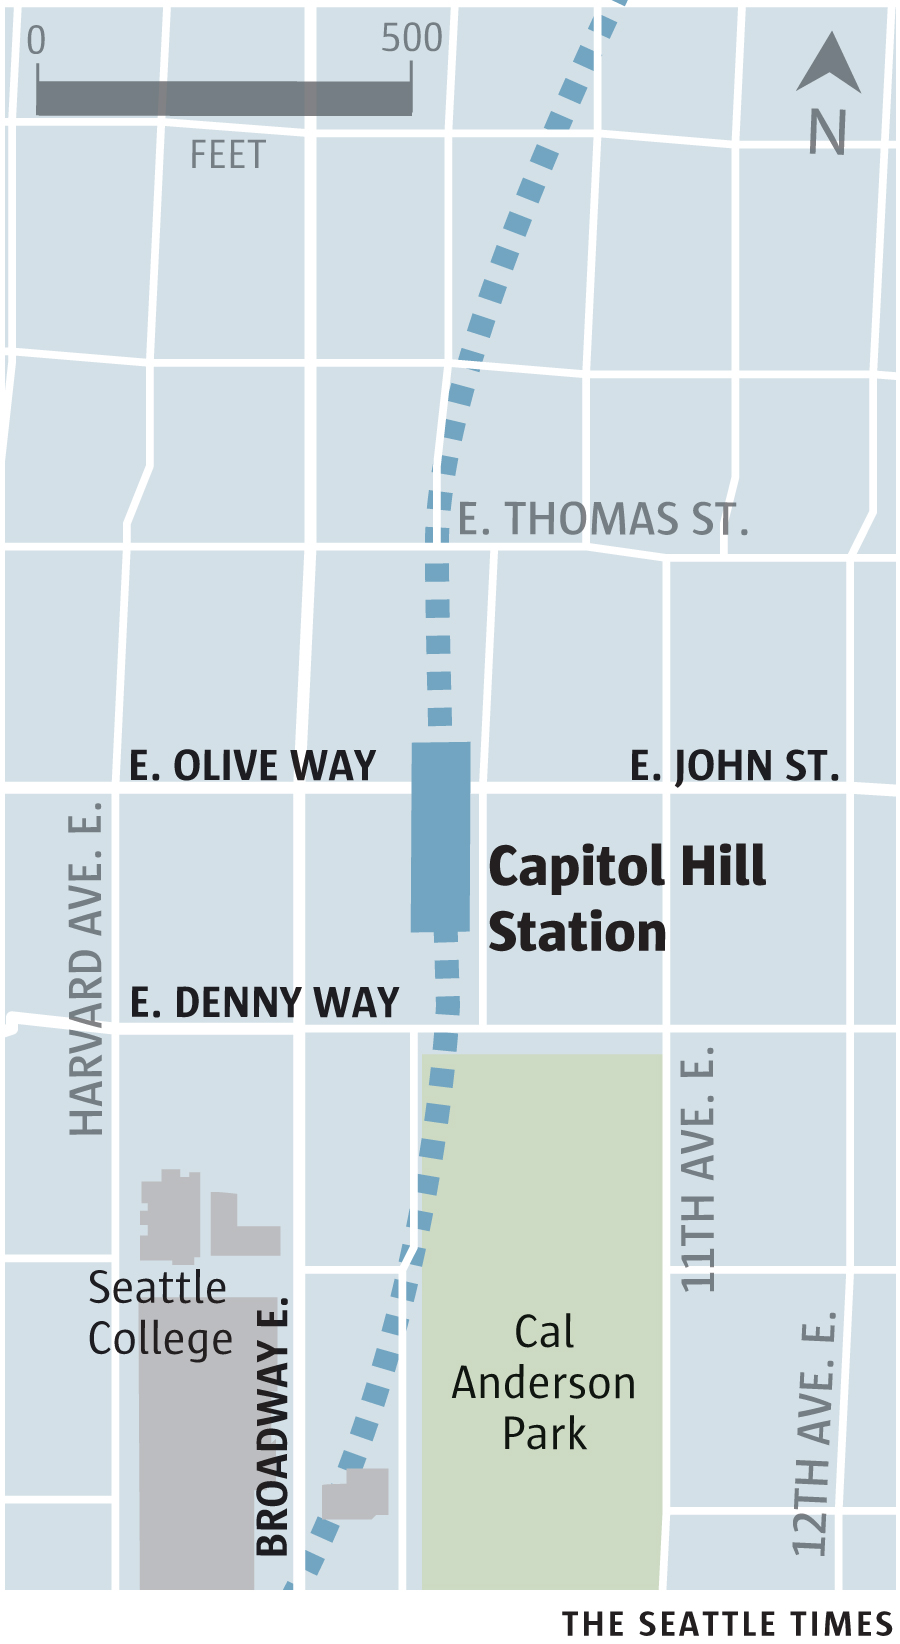 0
500
FEET
N
E. THOMAS ST.
E. OLIVE WAY
E. JOHN ST.
HARVARD AVE. E.
Capitol Hill
Station
E. DENNY WAY
11TH AVE. E.
Seattle
College
BROADWAY E.
Cal
Anderson
Park
12TH AVE. E.
THE SEATTLE TIMES